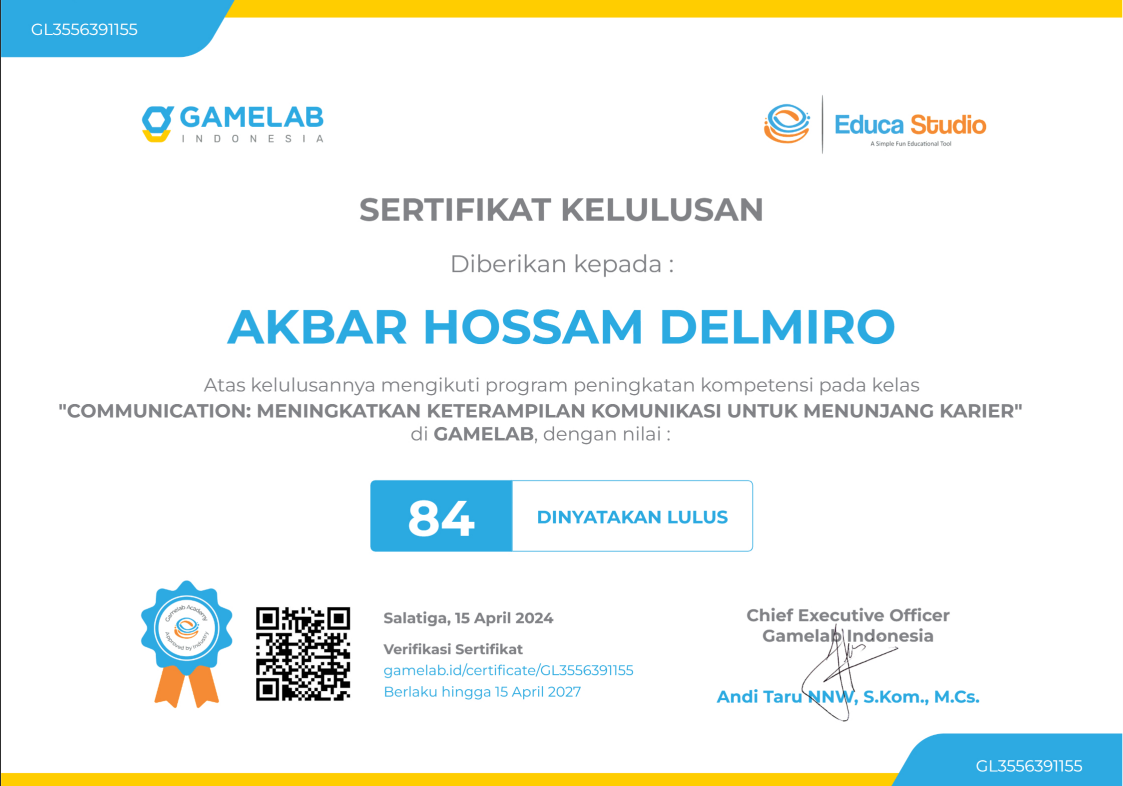 GL3556391155
GAMELAB
INDONESIA
Educa Studio
A Simple Fun Educational Tool
SERTIFIKAT KELULUSAN
Diberikan kepada :
AKBAR HOSSAM DELMIRO
Atas kelulusannya mengikuti program peningkatan kompetensi pada kelas
"COMMUNICATION: MENINGKATKAN KETERAMPILAN KOMUNIKASI UNTUK MENUNJANG KARIER"
di GAMELAB, dengan nilai :
84
DINYATAKAN LULUS
Gamelab Academy
Approved by Industry
Salatiga, 15 April 2024
Verifikasi Sertifikat
gamelab.id/certificate/GL3556391155
Berlaku hingga 15 April 2027
Chief Executive Officer
Gamelab Indonesia
Andi Taru NNW, S.Kom., M.Cs.
GL3556391155